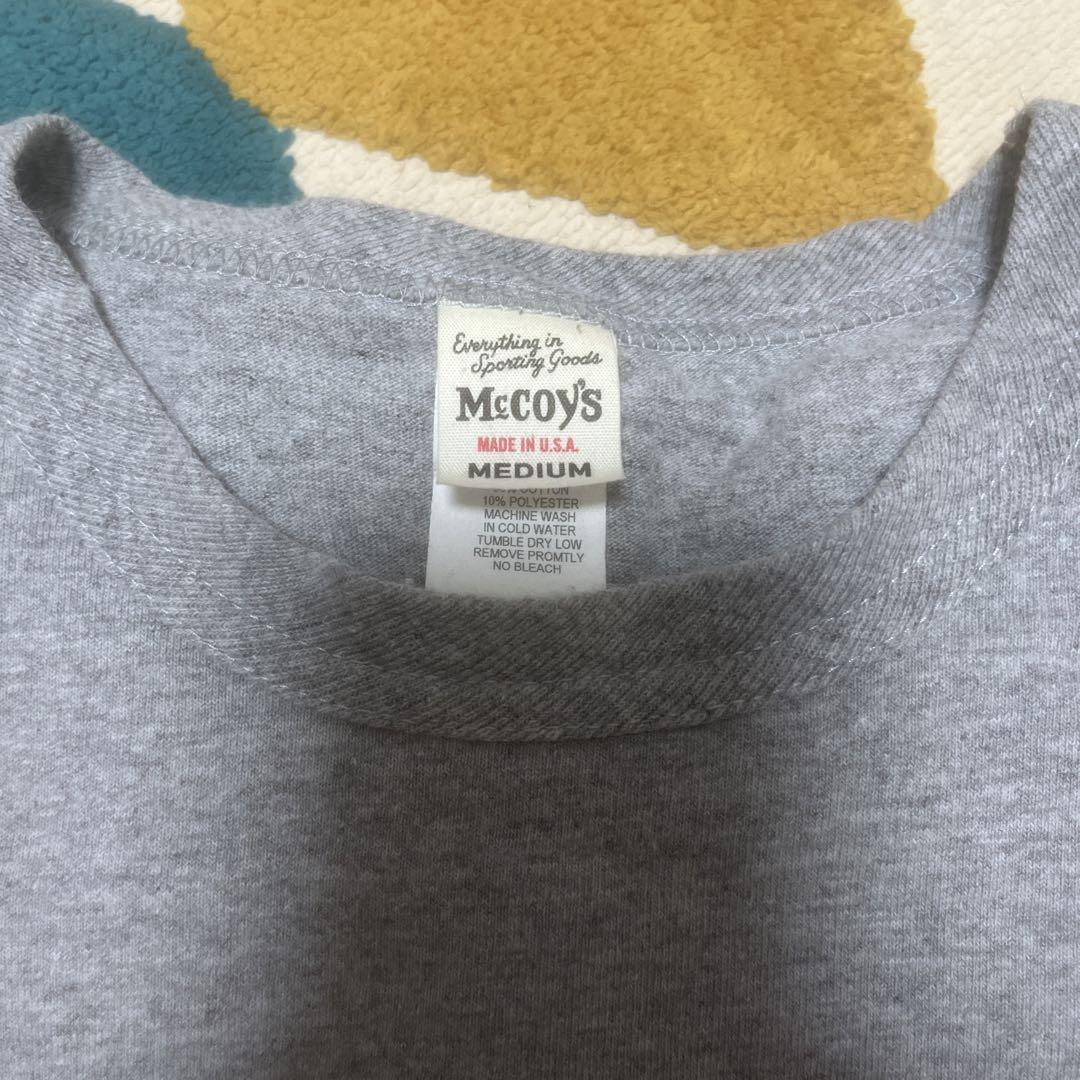 Everything in
Sporting Goods
McCOY'S
MADE IN U.S.A.
MEDIUM
COTTON
10% POLYESTER
MACHINE WASH
IN COLD WATER
TUMBLE DRY LOW
REMOVE PROMTLY
NO BLEACH